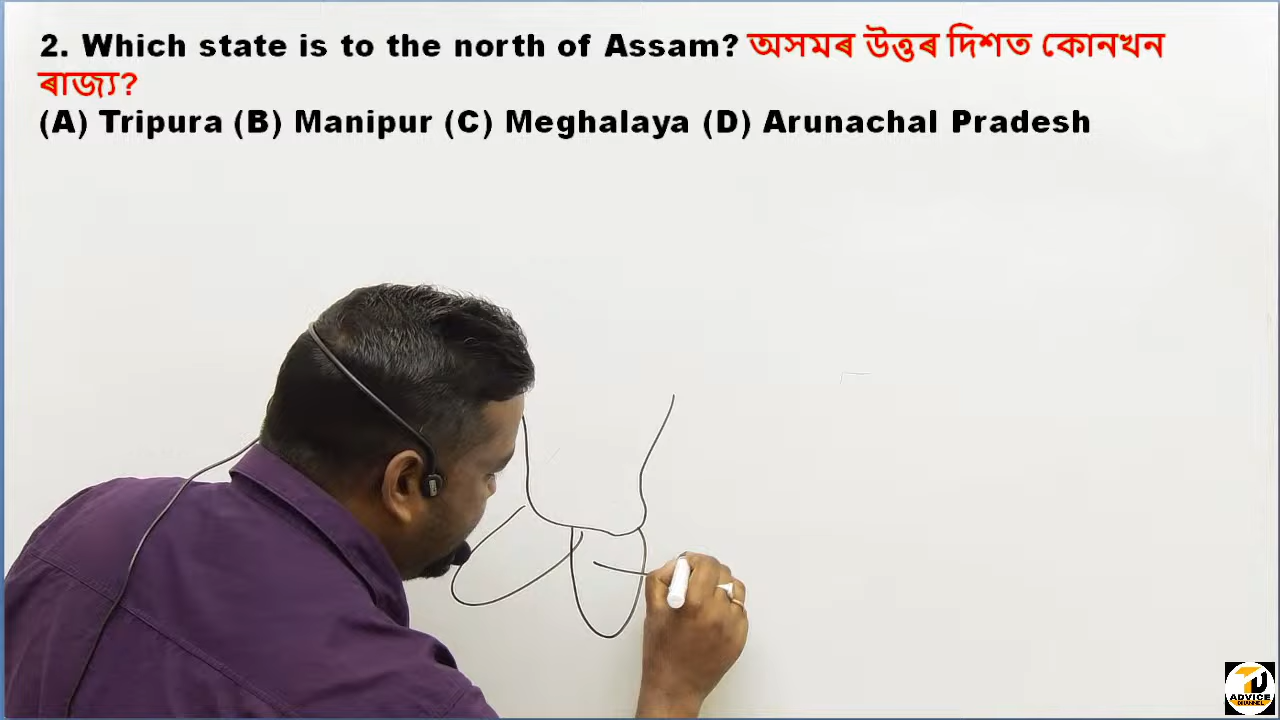 2. Which state is to the north of Assam? অসমৰ উত্তৰ দিশত কোনখন
ৰাজ্য?
(A) Tripura (B) Manipur (C) Meghalaya (D) Arunachal Pradesh
ADVICE
CHANNEL